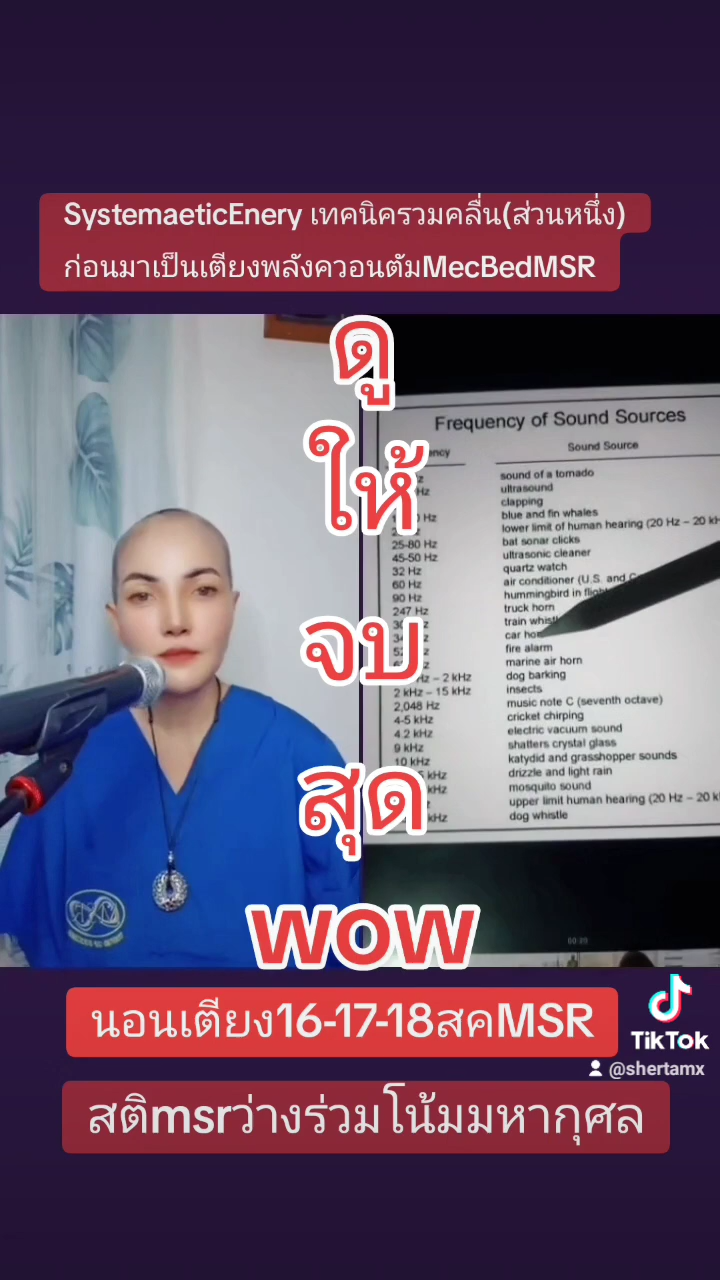 SystemaeticEnery เทคนิครวมคลื่น(ส่วนหนึ่ง)
ก่อนมาเป็นเตียงพลังควอนตัมMecBedMSR
ดู
ให้
จบ
สุด
wow
Frequency of Sound Sources
Sound Source
sound of a tornado
ultrasound
clapping
Hz blue and fin whales
lower limit of human hearing (20 Hz – 20
25-80 Hz bat sonar clicks
45-50 Hz ultrasonic cleaner
32 Hz quartz watch
60 Hz air conditioner (U.S. and
90 Hz hummingbird in
247 Hz truck horn
train
car
fire alarm
marine air horn
– 2 kHz dog barking
2 kHz – 15 kHz insects
2,048 Hz music note C (seventh octave)
4-5 kHz cricket chirping
4.2 kHz electric vacuum sound
9 kHz shatters crystal glass
10 kHz katydid and grasshopper sounds
kHz drizzle and light rain
kHz mosquito sound
upper limit human hearing (20 Hz – 20
kHz dog whistle
นอนเตียง16-17-18สคMSR
TikTok
@shertamx
สติmsrว่างร่วมโน้มมหากุศล